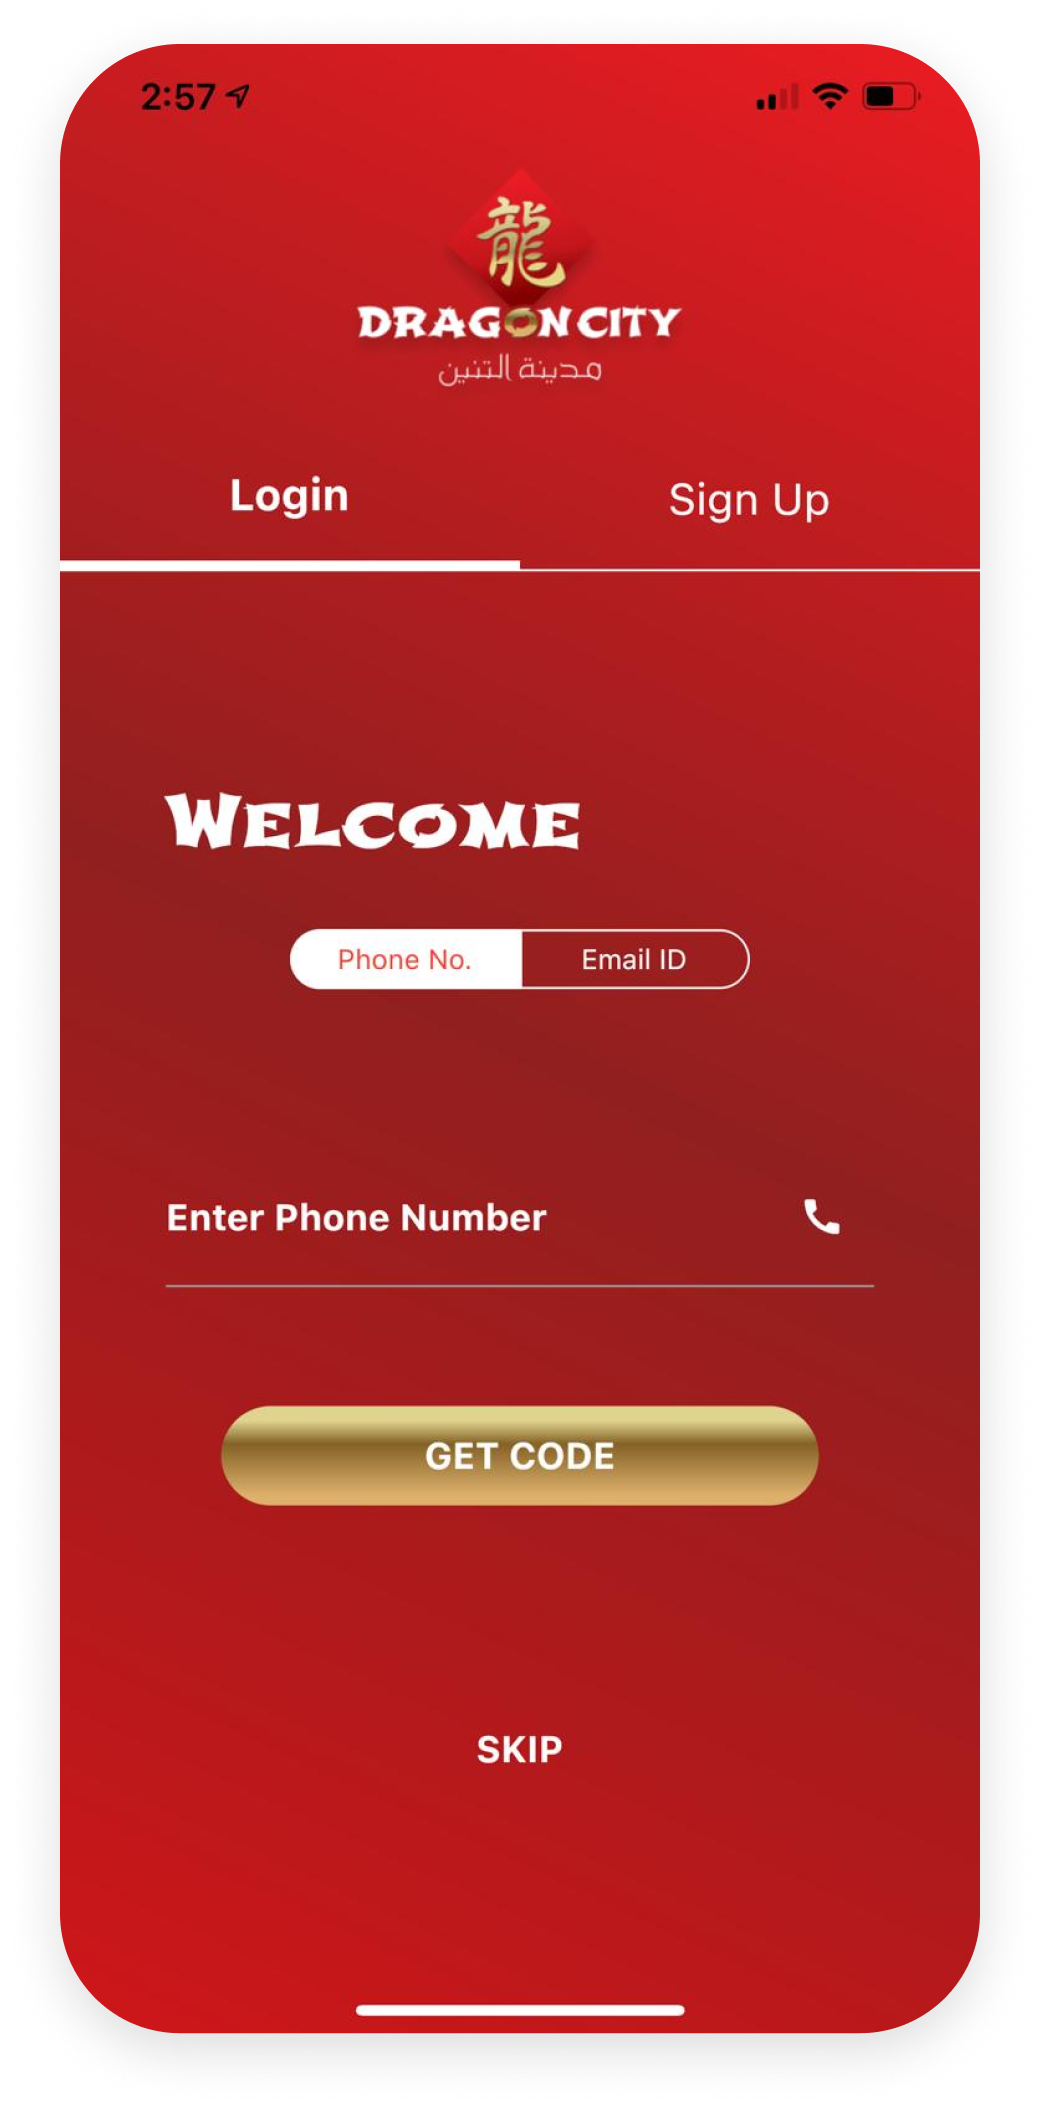 2:57
龍
DRAGON CITY
مدينة التنين
Login
Sign Up
WELCOME
Phone No.
Email ID
Enter Phone Number
GET CODE
SKIP